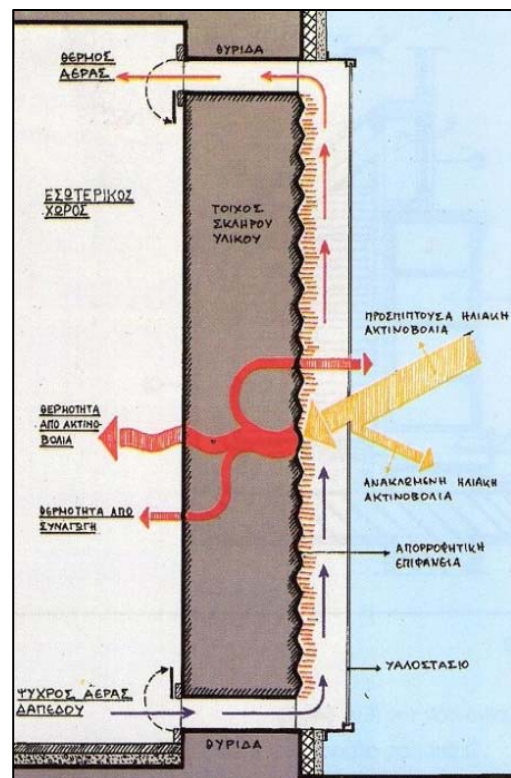 ΘΥΡΙΔΑ
ΘΕΡΜΟΣ
ΑΕΡΑΣ
ΕΣΩΤΕΡΙΚΟΣ
ΧΩΡΟΣ
ΤΟΙΧΟΣ
ΣΚΛΗΡΟΥ
ΥΛΙΚΟΥ
ΠΡΟΣΠΙΠΤΟΥΣΑ ΗΛΙΑΚΗ
ΑΚΤΙΝΟΒΟΛΙΑ
ΘΕΡΜΟΤΗΤΑ
ΑΠΟ ΑΚΤΙΝΟ
ΒΟΛΙΑ
ΑΝΑΚΛΩΜΕΝΗ ΗΛΙΑΚΗ
ΑΚΤΙΝΟΒΟΛΙΑ
ΘΕΡΜΟΤΗΤΑ ΑΠΟ
ΣΥΝΑΓΩΓΗ
ΑΠΟΡΡΟΦΗΤΙΚΗ
ΕΠΙΦΑΝΕΙΑ
ΥΑΛΟΣΤΑΣΙΟ
ΨΥΧΡΟΣ ΑΕΡΑΣ
ΔΑΠΕΔΟΥ
ΘΥΡΙΔΑ